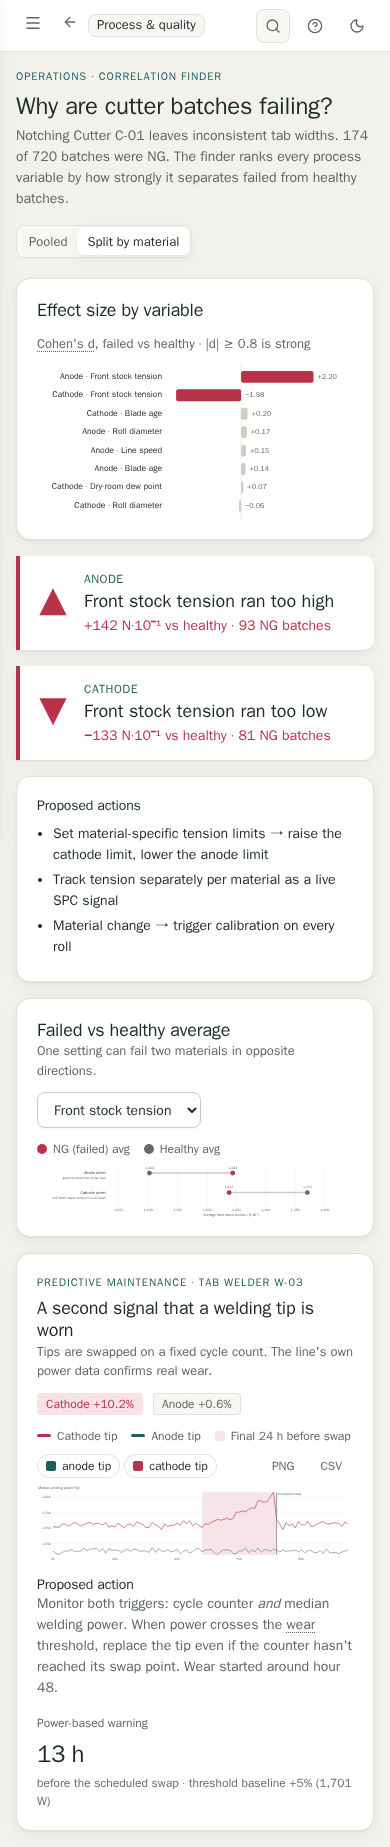 Process & quality
OPERATIONS · CORRELATION FINDER
Why are cutter batches failing?
Notching Cutter C-01 leaves inconsistent tab widths. 174
of 720 batches were NG. The finder ranks every process
variable by how strongly it separates failed from healthy
batches.
Pooled
Split by material
Effect size by variable
Cohen's d, failed vs healthy · |d| ≥ 0.8 is strong
Anode · Front stock tension +2.20
Cathode · Front stock tension −1.98
Cathode · Blade age +0.20
Anode · Roll diameter +0.17
Anode · Line speed +0.15
Anode · Blade age +0.14
Cathode · Dry-room dew point +0.07
Cathode · Roll diameter −0.06
ANODE
Front stock tension ran too high
+142 N·10⁻¹ vs healthy · 93 NG batches
CATHODE
Front stock tension ran too low
−133 N·10⁻¹ vs healthy · 81 NG batches
Proposed actions
• Set material-specific tension limits → raise the
cathode limit, lower the anode limit
• Track tension separately per material as a live
SPC signal
• Material change → trigger calibration on every
roll
Failed vs healthy average
One setting can fail two materials in opposite
directions.
Front stock tension
NG (failed) avg
Healthy avg
Anode street
Cathode street
PREDICTIVE MAINTENANCE · TAB WELDER W-03
A second signal that a welding tip is
worn
Tips are swapped on a fixed cycle count. The line's own
power data confirms real wear.
Cathode +10.2%
Anode +0.6%
Cathode tip
Anode tip
Final 24 h before swap
anode tip
cathode tip
PNG
CSV
Median welding power (W)
Proposed action
Monitor both triggers: cycle counter and median
welding power. When power crosses the wear
threshold, replace the tip even if the counter hasn't
reached its swap point. Wear started around hour
48.
Power-based warning
13 h
before the scheduled swap · threshold baseline +5% (1,701
W)